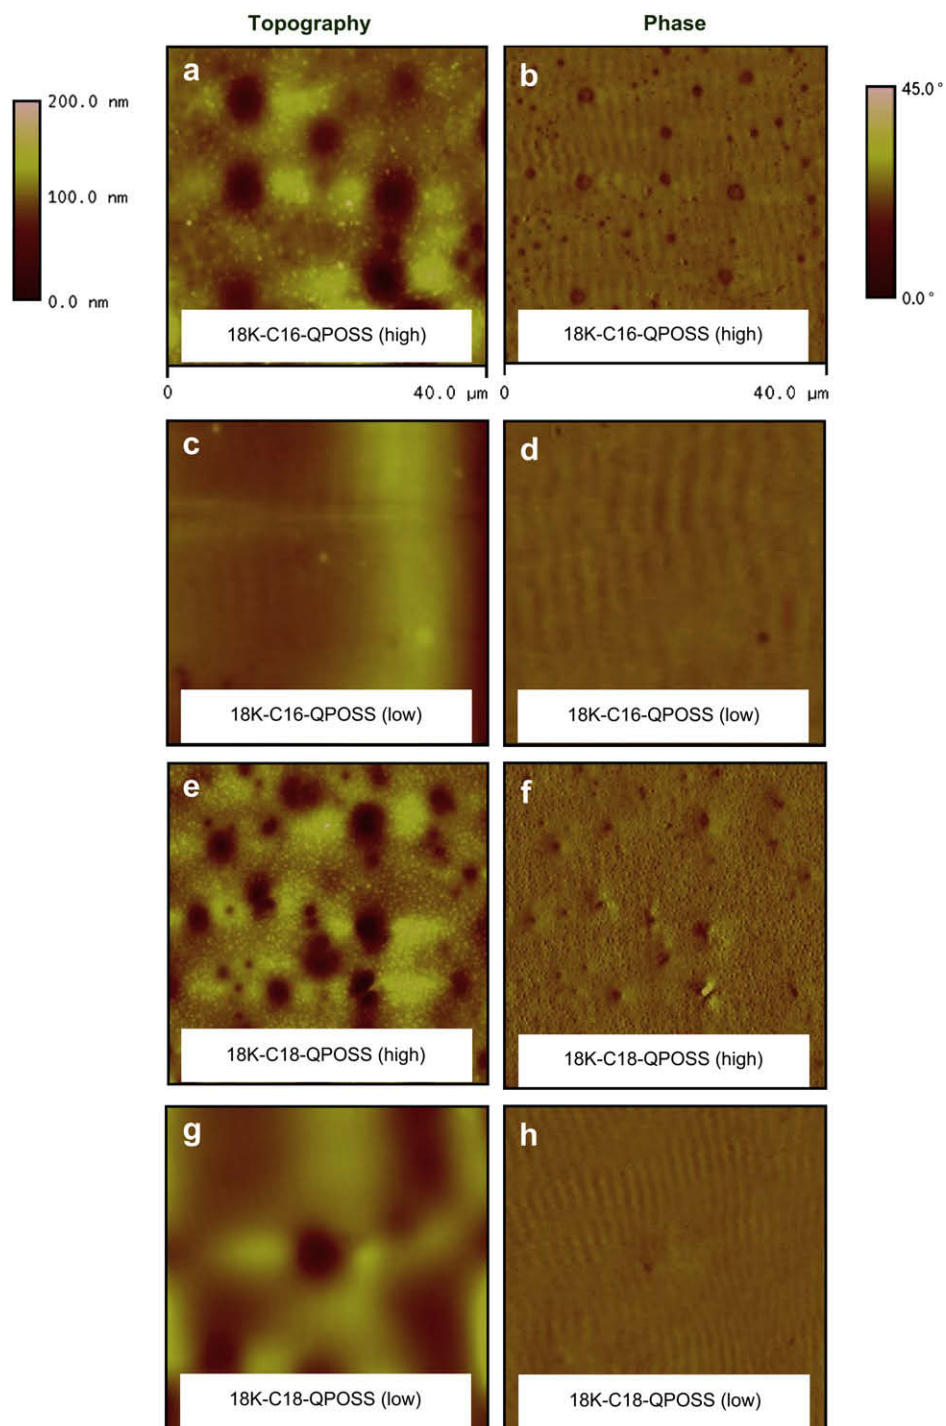 Topography
Phase
a
b
200.0 nm
100.0 nm
0.0 nm
45.0°
0.0°
18K-C16-QPOSS (high)
18K-C16-QPOSS (high)
0
40.0 µm
0
40.0 µm
c
d
18K-C16-QPOSS (low)
18K-C16-QPOSS (low)
e
f
18K-C18-QPOSS (high)
18K-C18-QPOSS (high)
g
h
18K-C18-QPOSS (low)
18K-C18-QPOSS (low)